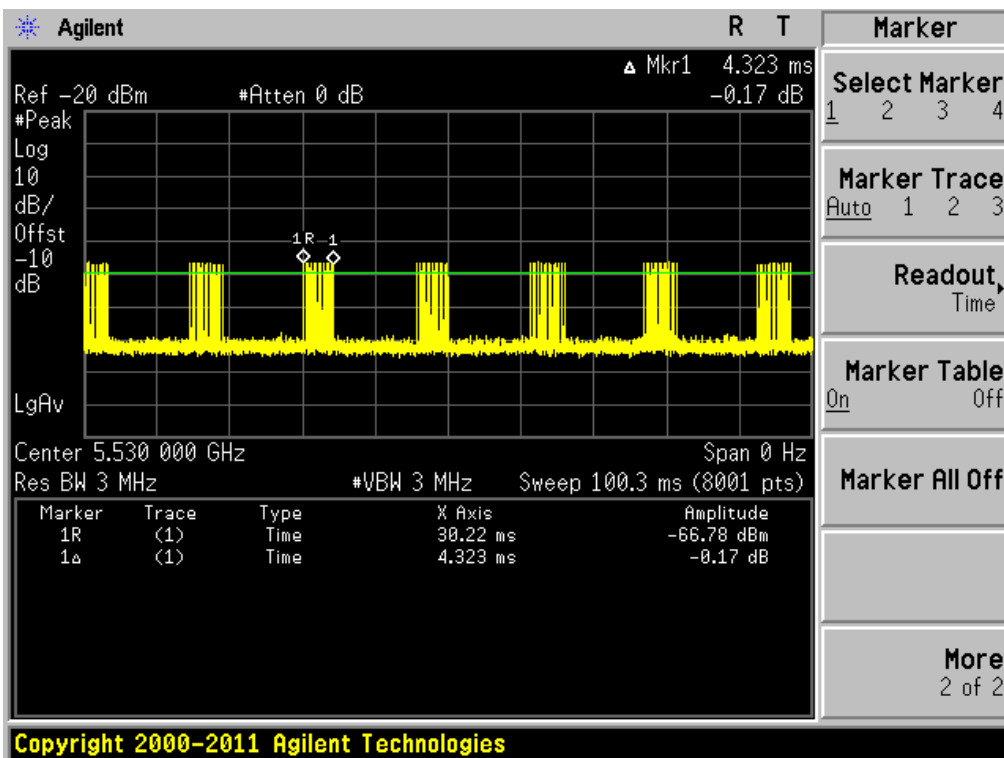 Agilent R T
Δ Mkr1 4.323 ms
Ref -20 dBm #Atten 0 dB -0.17 dB
#Peak
Log
10
dB/
Offst
-10
dB
1R 1
LgAv
Center 5.530 000 GHz Span 0 Hz
Res BW 3 MHz #VBW 3 MHz Sweep 100.3 ms (8001 pts)
Marker Trace Type X Axis Amplitude
1R (1) Time 30.22 ms -66.78 dBm
1Δ (1) Time 4.323 ms -0.17 dB
Marker
Select Marker
1 2 3 4
Marker Trace
Auto 1 2 3
Readout
Time
Marker Table
On Off
Marker All Off
More
2 of 2
Copyright 2000-2011 Agilent Technologies